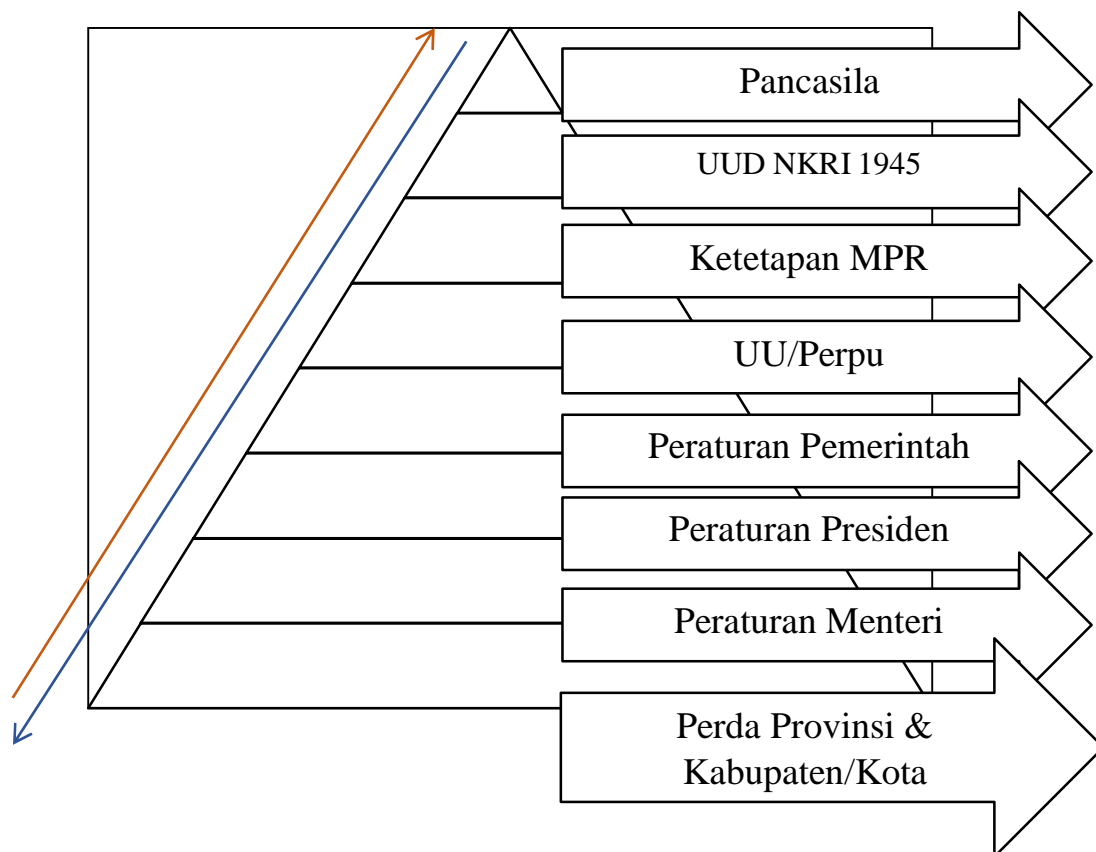 Pancasila
UUD NKRI 1945
Ketetapan MPR
UU/Perpu
Peraturan Pemerintah
Peraturan Presiden
Peraturan Menteri
Perda Provinsi &
Kabupaten/Kota